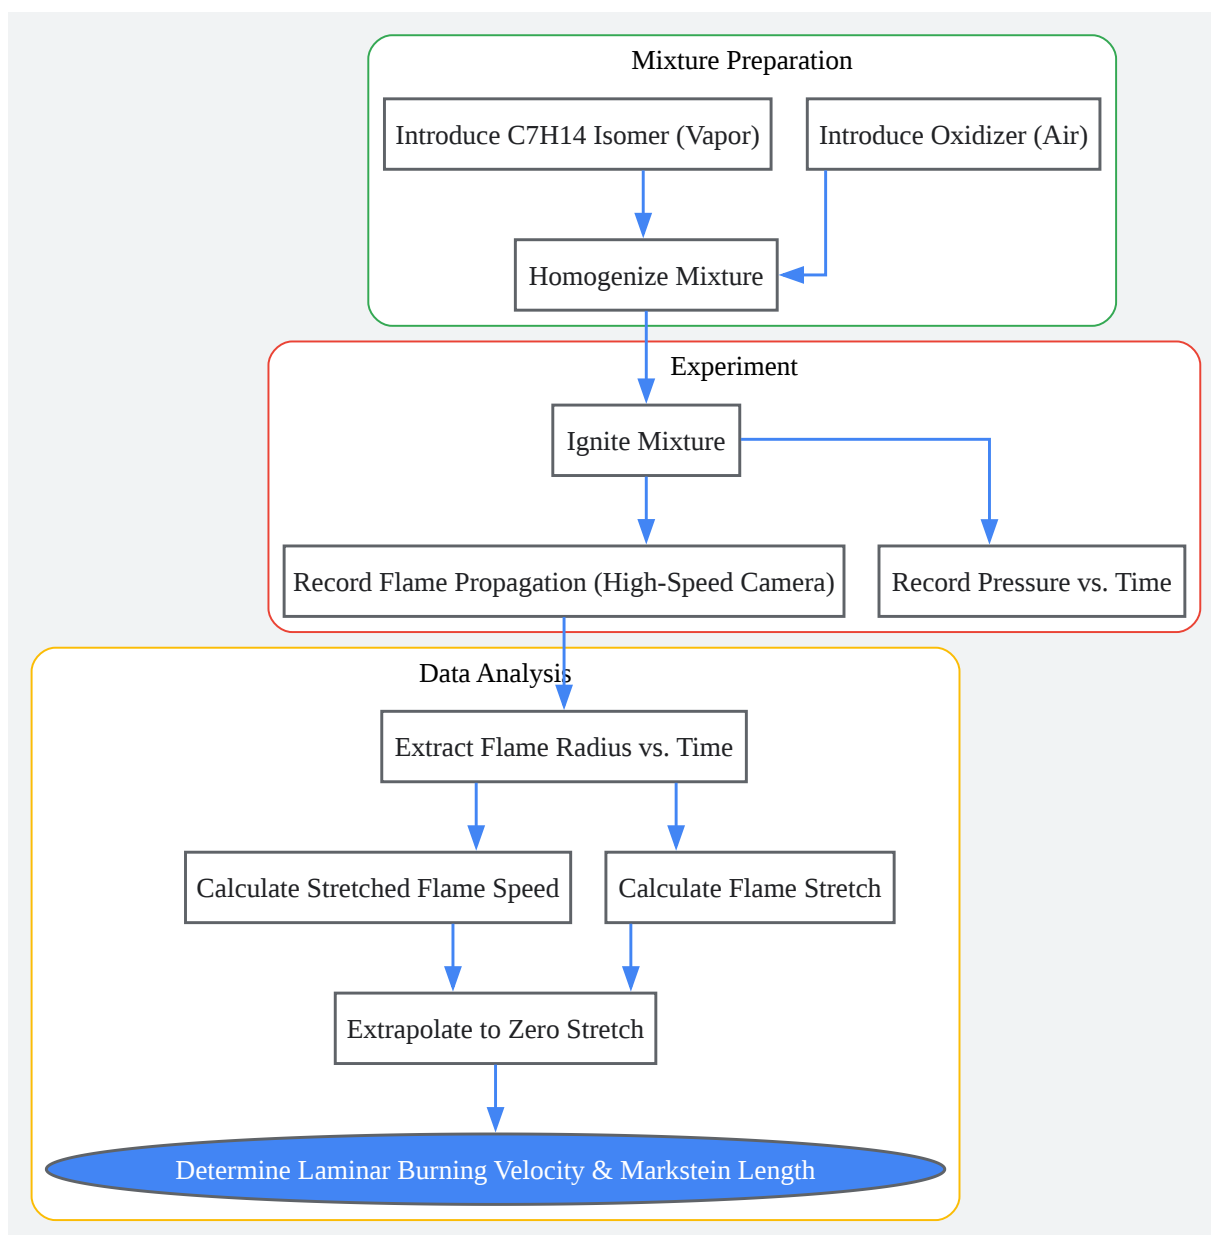 Mixture Preparation
Introduce C7H14 Isomer (Vapor)
Introduce Oxidizer (Air)
Homogenize Mixture
Experiment
Ignite Mixture
Record Flame Propagation (High-Speed Camera)
Record Pressure vs. Time
Data Analysis
Extract Flame Radius vs. Time
Calculate Stretched Flame Speed
Calculate Flame Stretch
Extrapolate to Zero Stretch
Determine Laminar Burning Velocity & Markstein Length